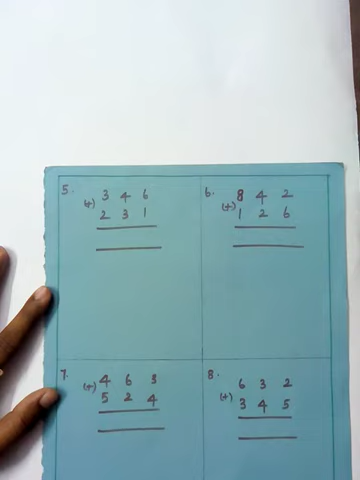 5. 3 4 6
(+) 2 3 1
6. 8 4 2
(+) 1 2 6
7. 4 6 3
(+) 5 2 4
8. 6 3 2
(+) 3 4 5